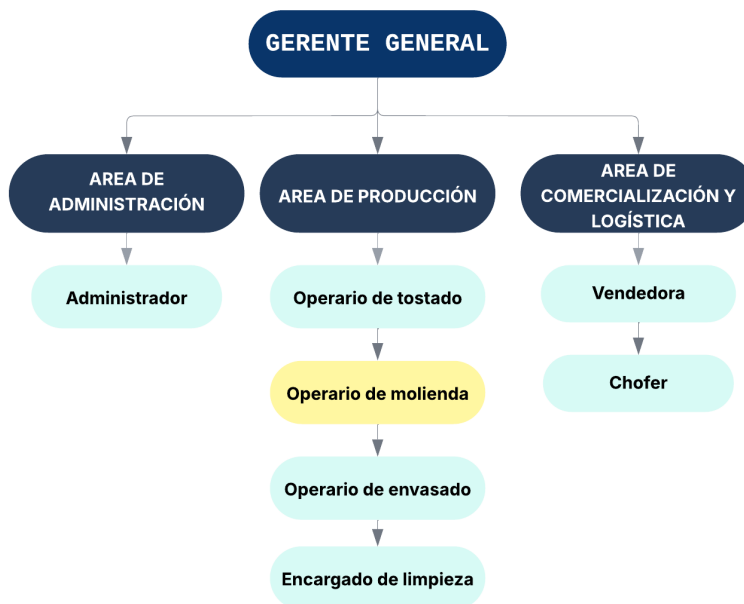 GERENTE GENERAL
AREA DE
ADMINISTRACIÓN
AREA DE PRODUCCIÓN
AREA DE
COMERCIALIZACIÓN Y
LOGÍSTICA
Administrador
Operario de tostado
Vendedora
Operario de molienda
Chofer
Operario de envasado
Encargado de limpieza